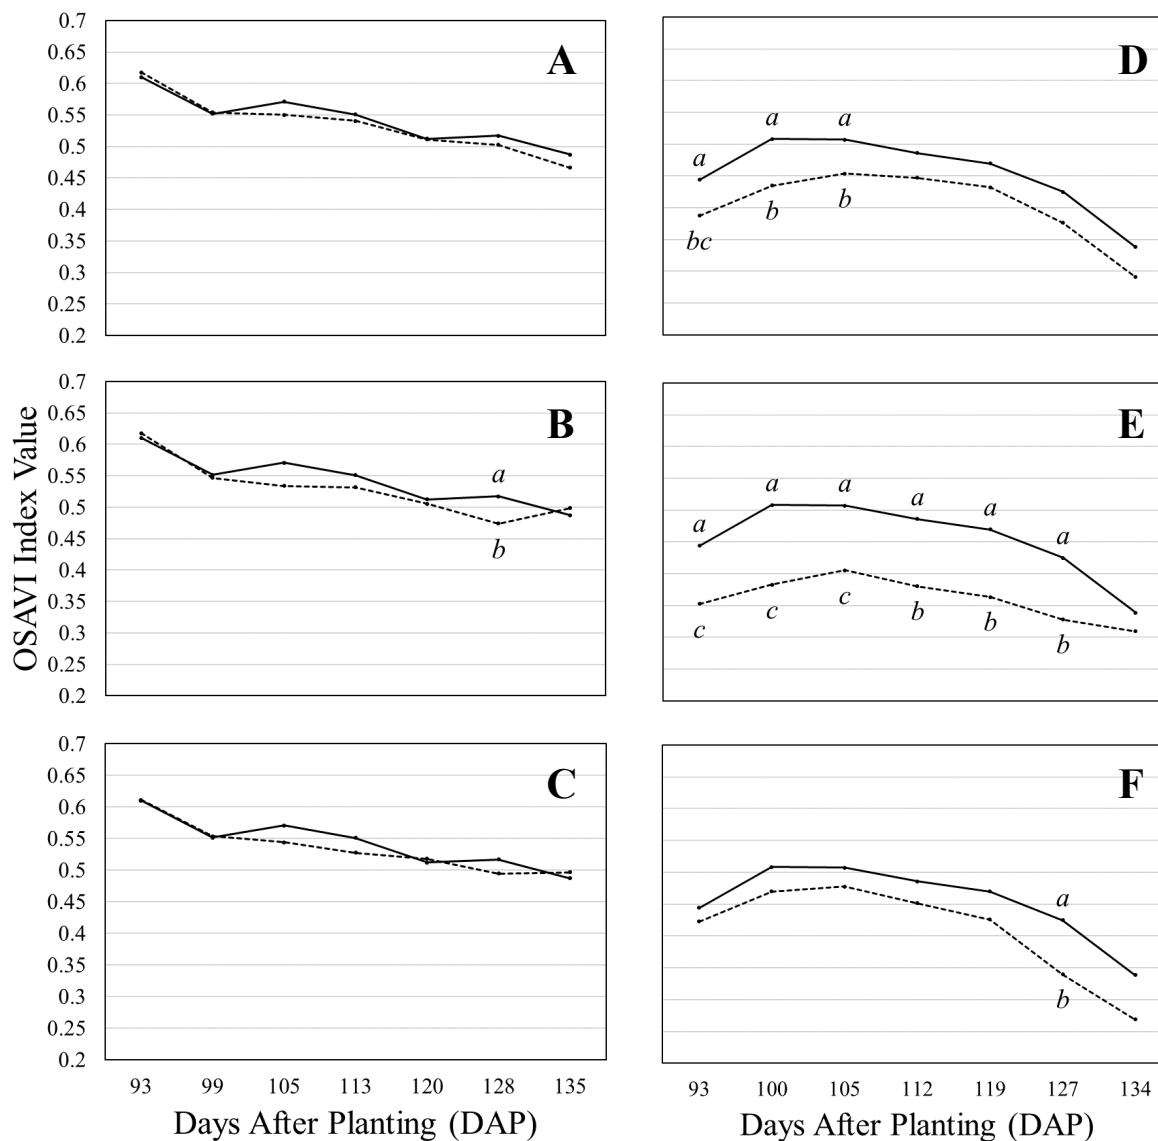 0.7
0.65
0.6
0.55
0.5
0.45
0.4
0.35
0.3
0.25
0.2
A
D
a
a
a
bc
b
b
0.7
0.65
0.6
0.55
0.5
0.45
0.4
0.35
0.3
0.25
0.2
OSAVI Index Value
B
a
b
E
a
a
a
a
a
a
c
c
c
b
b
b
0.7
0.65
0.6
0.55
0.5
0.45
0.4
0.35
0.3
0.25
0.2
C
F
a
b
93 99 105 113 120 128 135
Days After Planting (DAP)
93 100 105 112 119 127 134
Days After Planting (DAP)